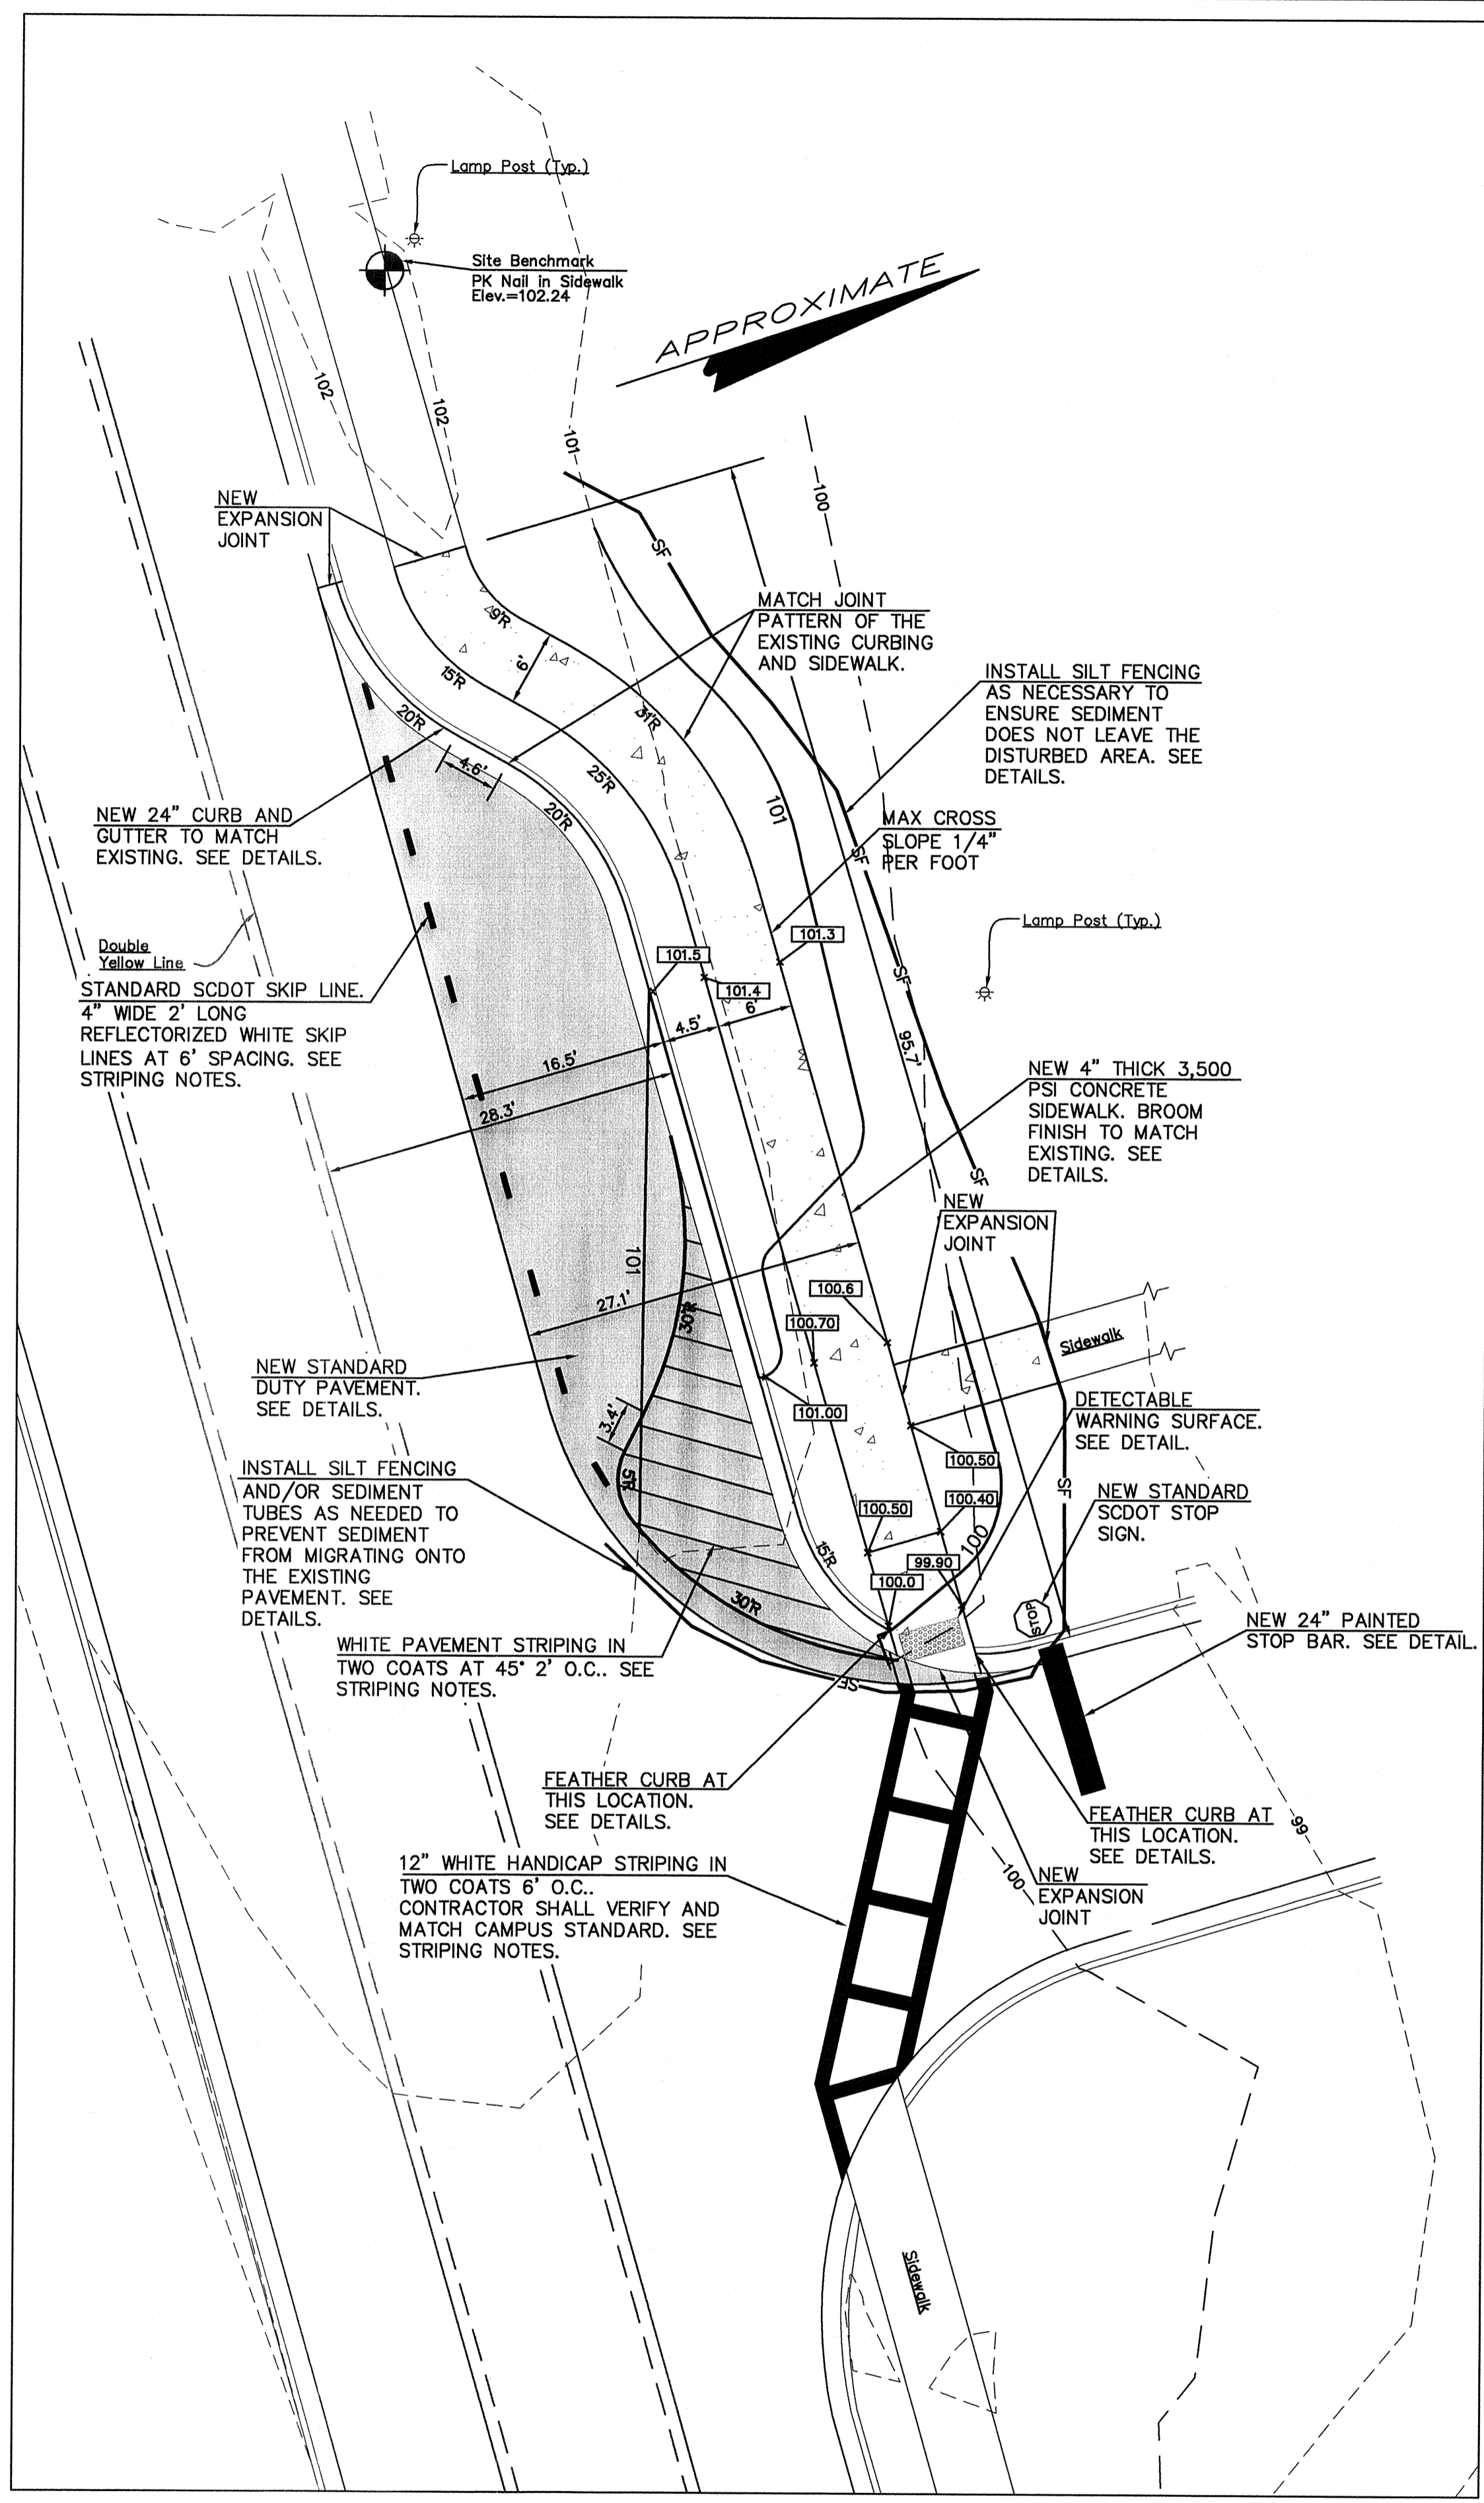 Lamp Post (Typ.)
Site Benchmark
PK Nail in Sidewalk
Elev.=102.24
APPROXIMATE
102
102
101
100
NEW
EXPANSION
JOINT
SF
MATCH JOINT
PATTERN OF THE
EXISTING CURBING
AND SIDEWALK.
9'R
6'
15'R
INSTALL SILT FENCING
AS NECESSARY TO
ENSURE SEDIMENT
DOES NOT LEAVE THE
DISTURBED AREA. SEE
DETAILS.
20'R
31'R
4.6'
25'R
20'R
101
NEW 24" CURB AND
GUTTER TO MATCH
EXISTING. SEE DETAILS.
MAX CROSS
SLOPE 1/4"
PER FOOT
SF
Lamp Post (Typ.)
Double
Yellow Line
101.3
101.5
101.4
SF
STANDARD SCDOT SKIP LINE.
4" WIDE 2' LONG
REFLECTORIZED WHITE SKIP
LINES AT 6' SPACING. SEE
STRIPING NOTES.
6'
4.5'
95.7'
16.5'
28.3'
NEW 4" THICK 3,500
PSI CONCRETE
SIDEWALK. BROOM
FINISH TO MATCH
EXISTING. SEE
DETAILS.
SF
NEW
EXPANSION
JOINT
101
27.1'
30'R
100.6
100.70
Sidewalk
NEW STANDARD
DUTY PAVEMENT.
SEE DETAILS.
101.00
3.4'
DETECTABLE
WARNING SURFACE.
SEE DETAIL.
100.50
INSTALL SILT FENCING
AND/OR SEDIMENT
TUBES AS NEEDED TO
PREVENT SEDIMENT
FROM MIGRATING ONTO
THE EXISTING
PAVEMENT. SEE
DETAILS.
5'R
SF
100.50
100.40
NEW STANDARD
SCDOT STOP
SIGN.
100
15'R
99.90
100.0
30'R
STOP
NEW 24" PAINTED
STOP BAR. SEE DETAIL.
WHITE PAVEMENT STRIPING IN
TWO COATS AT 45° 2' O.C.. SEE
STRIPING NOTES.
SF
FEATHER CURB AT
THIS LOCATION.
SEE DETAILS.
FEATHER CURB AT
THIS LOCATION.
SEE DETAILS.
99
12" WHITE HANDICAP STRIPING IN
TWO COATS 6' O.C..
CONTRACTOR SHALL VERIFY AND
MATCH CAMPUS STANDARD. SEE
STRIPING NOTES.
100
NEW
EXPANSION
JOINT
Sidewalk